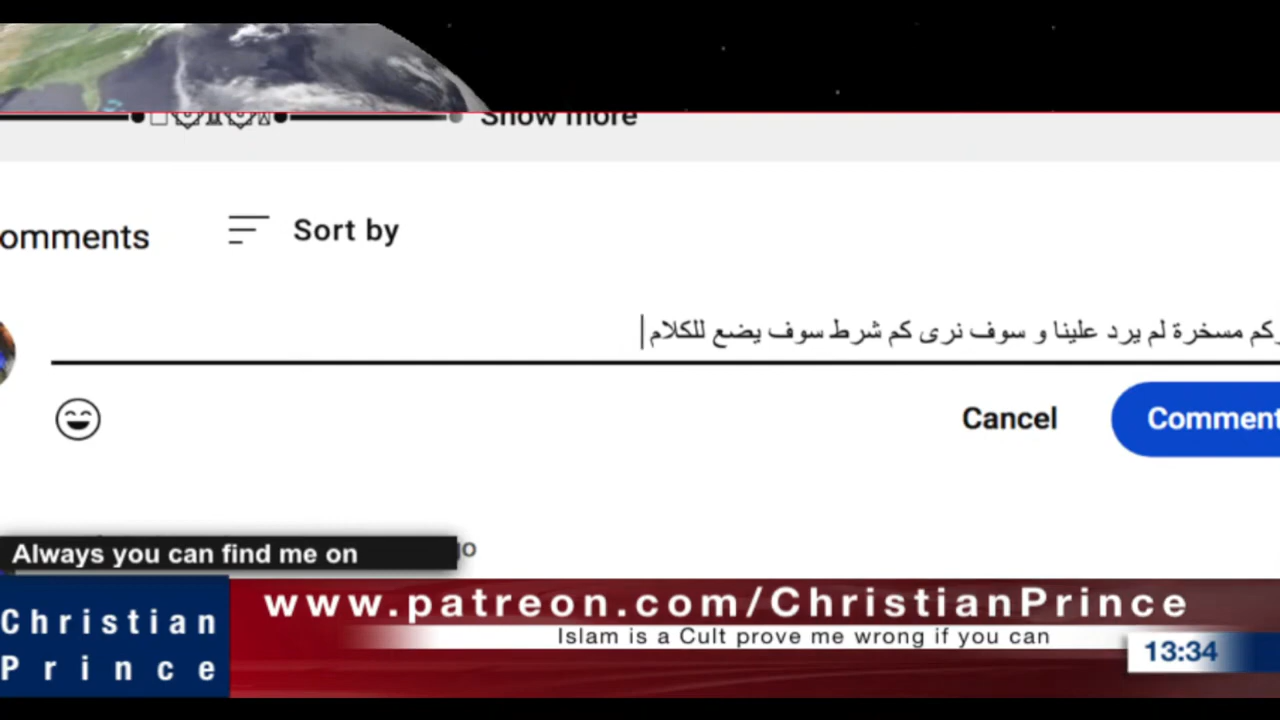 Show more
omments
Sort by
كم مسخرة لم يرد علينا و سوف نرى كم شرط سوف يضع للكلام
Cancel
Comment
Always you can find me on
go
Christian
Prince
www.patreon.com/ChristianPrince
Islam is a Cult prove me wrong if you can
13:34